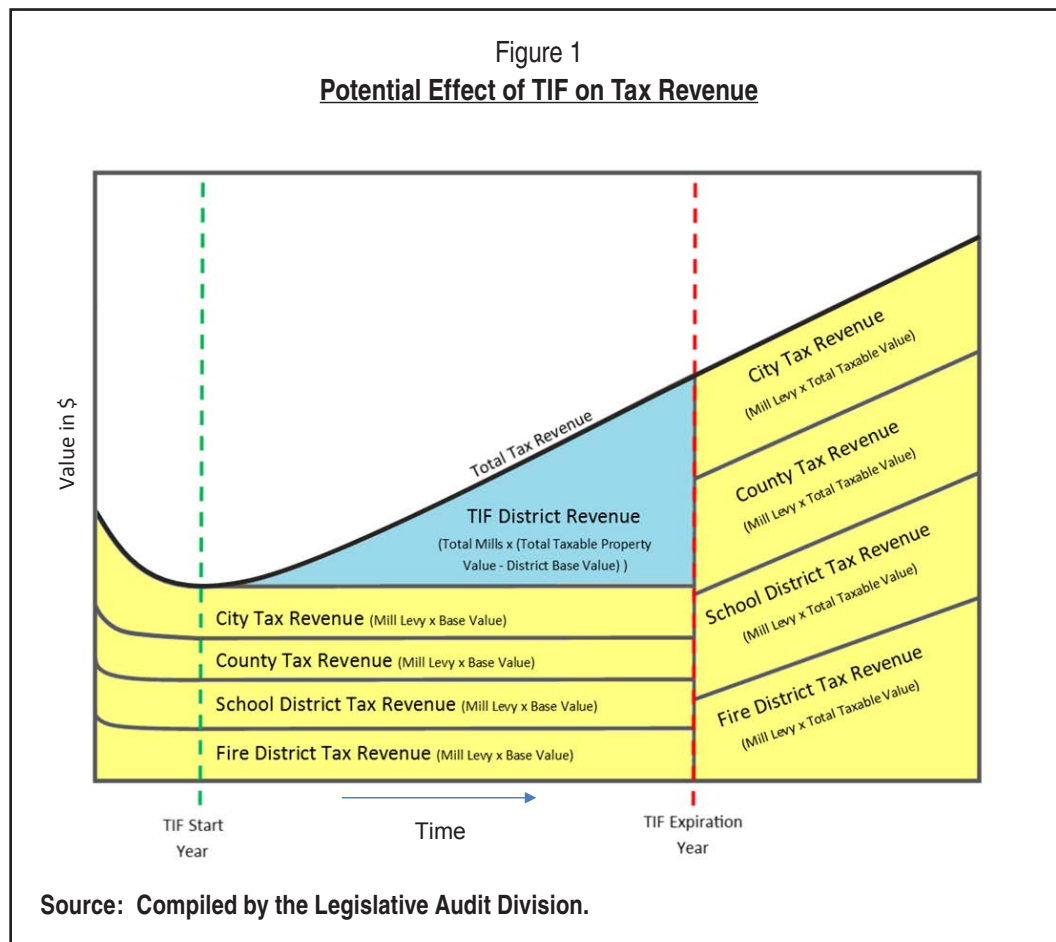 Figure 1
Potential Effect of TIF on Tax Revenue
Value in $
Total Tax Revenue
TIF District Revenue
(Total Mills x (Total Taxable Property
Value - District Base Value) )
City Tax Revenue (Mill Levy x Base Value)
County Tax Revenue (Mill Levy x Base Value)
School District Tax Revenue (Mill Levy x Base Value)
Fire District Tax Revenue (Mill Levy x Base Value)
City Tax Revenue
(Mill Levy x Total Taxable Value)
County Tax Revenue
(Mill Levy x Total Taxable Value)
School District Tax Revenue
(Mill Levy x Total Taxable Value)
Fire District Tax Revenue
(Mill Levy x Total Taxable Value)
TIF Start
Year
Time
TIF Expiration
Year
Source: Compiled by the Legislative Audit Division.